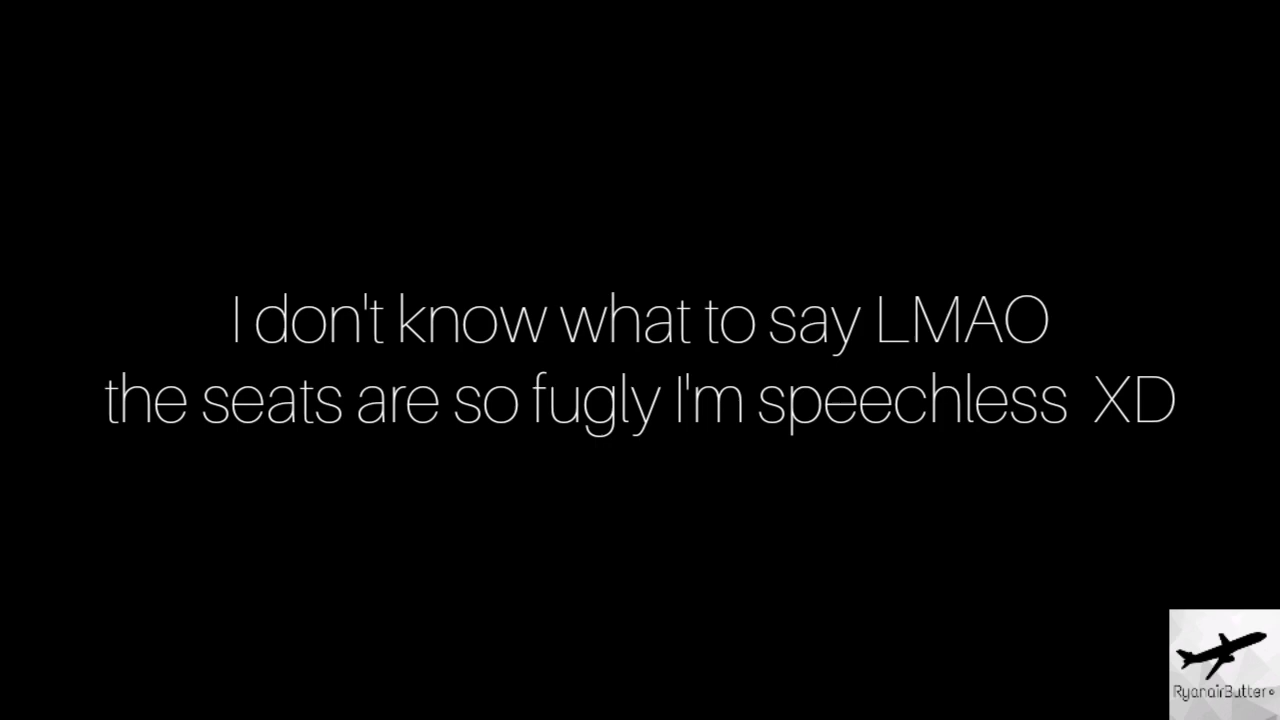 I don't know what to say LMAO
the seats are so fugly I'm speechless  XD
RyanairButter©